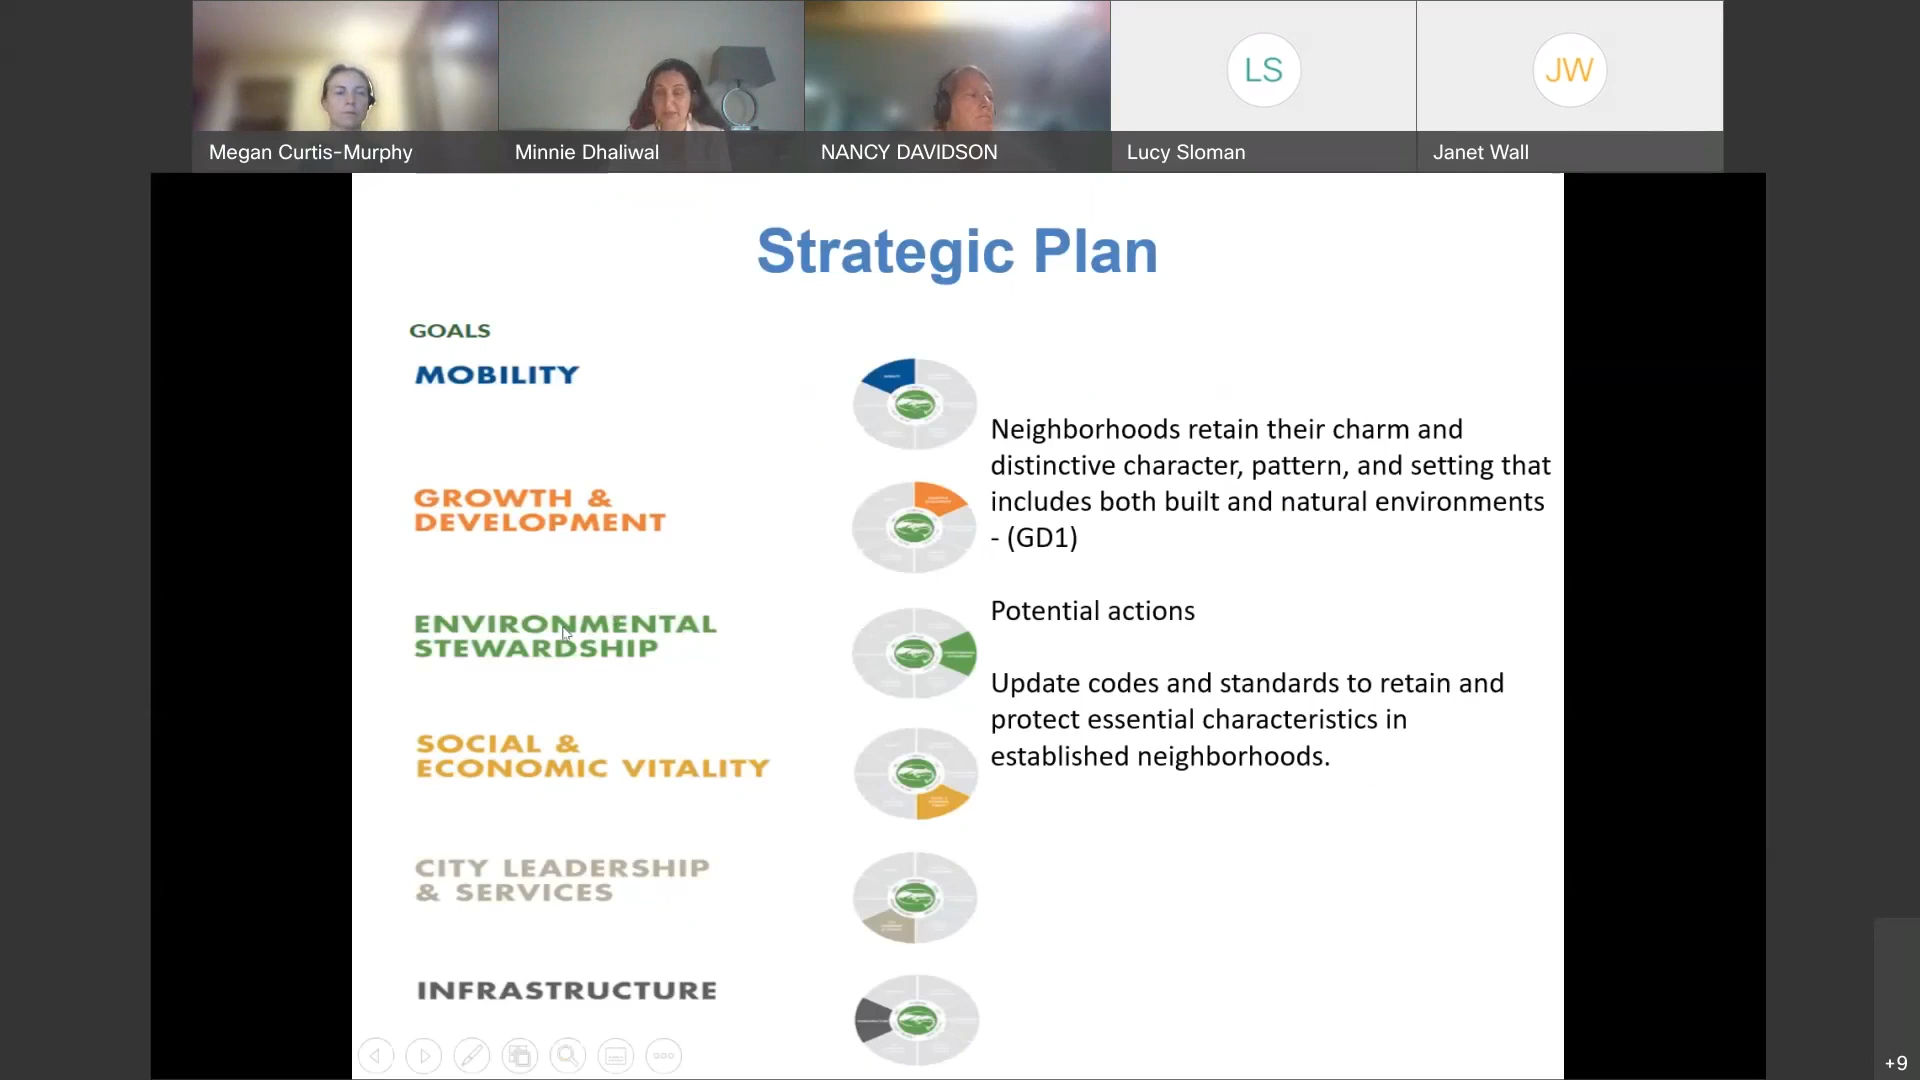 LS
JW
Megan Curtis-Murphy
Minnie Dhaliwal
NANCY DAVIDSON
Lucy Sloman
Janet Wall
Strategic Plan
GOALS
MOBILITY
GROWTH &
DEVELOPMENT
ENVIRONMENTAL
STEWARDSHIP
SOCIAL &
ECONOMIC VITALITY
CITY LEADERSHIP
& SERVICES
INFRASTRUCTURE
Neighborhoods retain their charm and
distinctive character, pattern, and setting that
includes both built and natural environments
- (GD1)
Potential actions
Update codes and standards to retain and
protect essential characteristics in
established neighborhoods.
+9